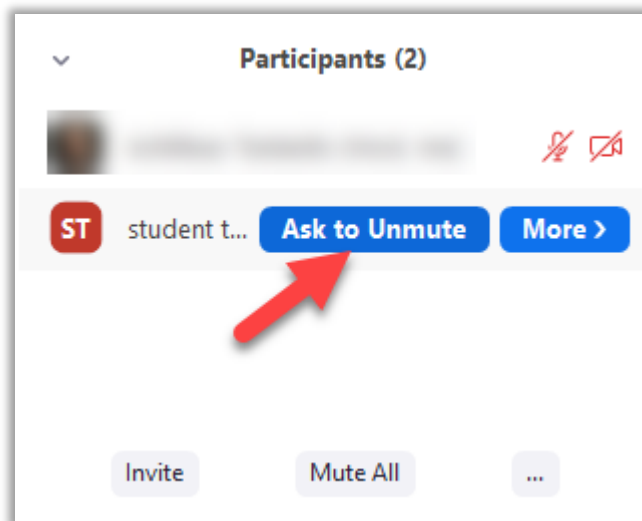 Participants (2)
ST student t... Ask to Unmute More >
Invite Mute All ...